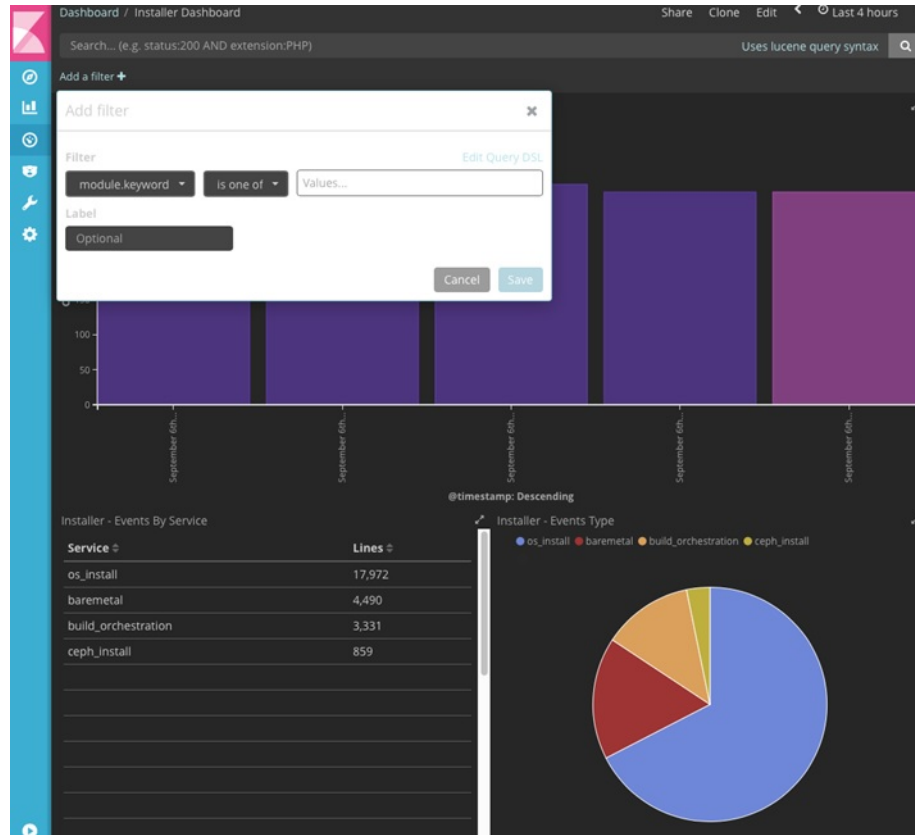 Dashboard / Installer Dashboard
Share Clone Edit Last 4 hours
Search... (e.g. status:200 AND extension:PHP)
Uses lucene query syntax
Add a filter +
Add filter
Filter
Edit Query DSL
module.keyword
is one of
Values...
Label
Optional
Cancel
Save
100
50
0
September 6th...
September 6th...
September 6th...
September 6th...
September 6th...
@timestamp: Descending
Installer - Events By Service
Service Lines
os_install 17,972
baremetal 4,490
build_orchestration 3,331
ceph_install 859
Installer - Events Type
os_install baremetal build_orchestration ceph_install